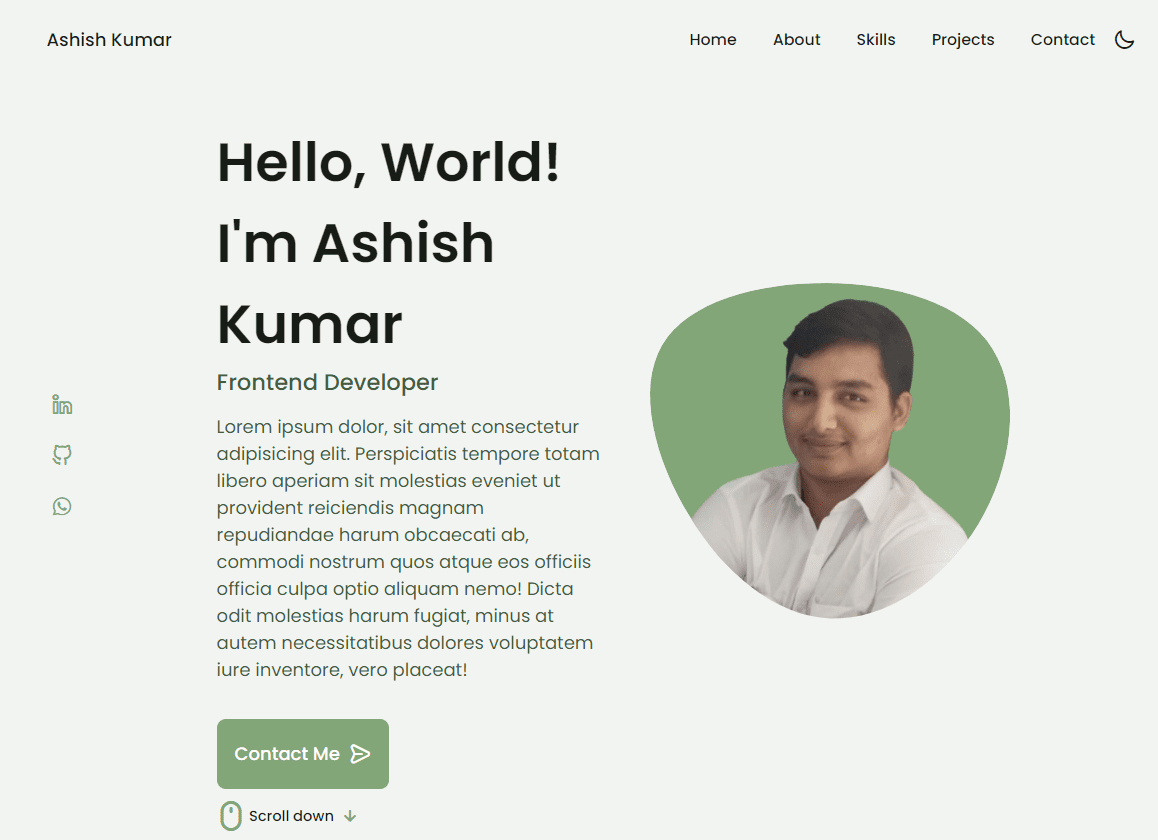 Ashish Kumar
Home About Skills Projects Contact
Hello, World!
I'm Ashish
Kumar
Frontend Developer
Lorem ipsum dolor, sit amet consectetur
adipisicing elit. Perspiciatis tempore totam
libero aperiam sit molestias eveniet ut
provident reiciendis magnam
repudiandae harum obcaecati ab,
commodi nostrum quos atque eos officiis
officia culpa optio aliquam nemo! Dicta
odit molestias harum fugiat, minus at
autem necessitatibus dolores voluptatem
iure inventore, vero placeat!
Contact Me
Scroll down